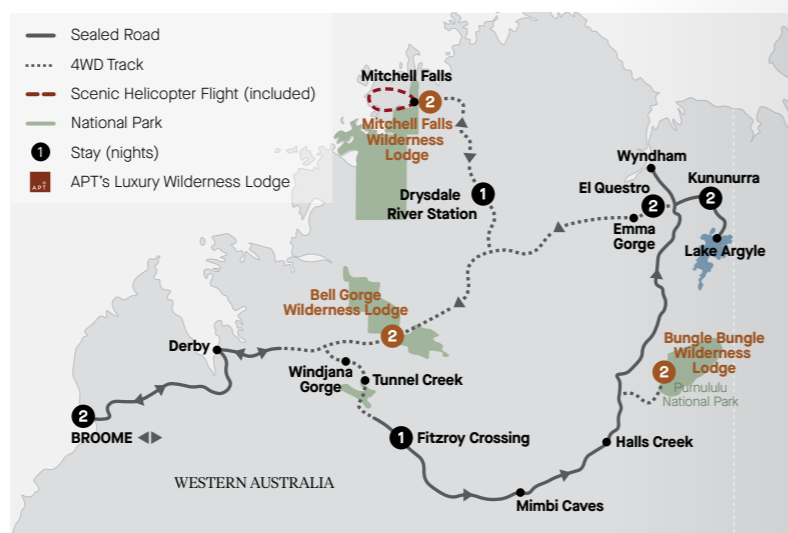 Sealed Road
4WD Track
Scenic Helicopter Flight (included)
National Park
1 Stay (nights)
APT APT's Luxury Wilderness Lodge
Mitchell Falls
2
Mitchell Falls
Wilderness
Lodge
Drysdale
River Station
1
Wyndham
El Questro
2
Kununurra
2
Emma
Gorge
Lake Argyle
Bell Gorge
Wilderness Lodge
2
Bungle Bungle
Wilderness
Lodge
2
Purnululu
National Park
Derby
Windjana
Gorge
Tunnel Creek
2
BROOME
1
Fitzroy Crossing
Halls Creek
Mimbi Caves
WESTERN AUSTRALIA